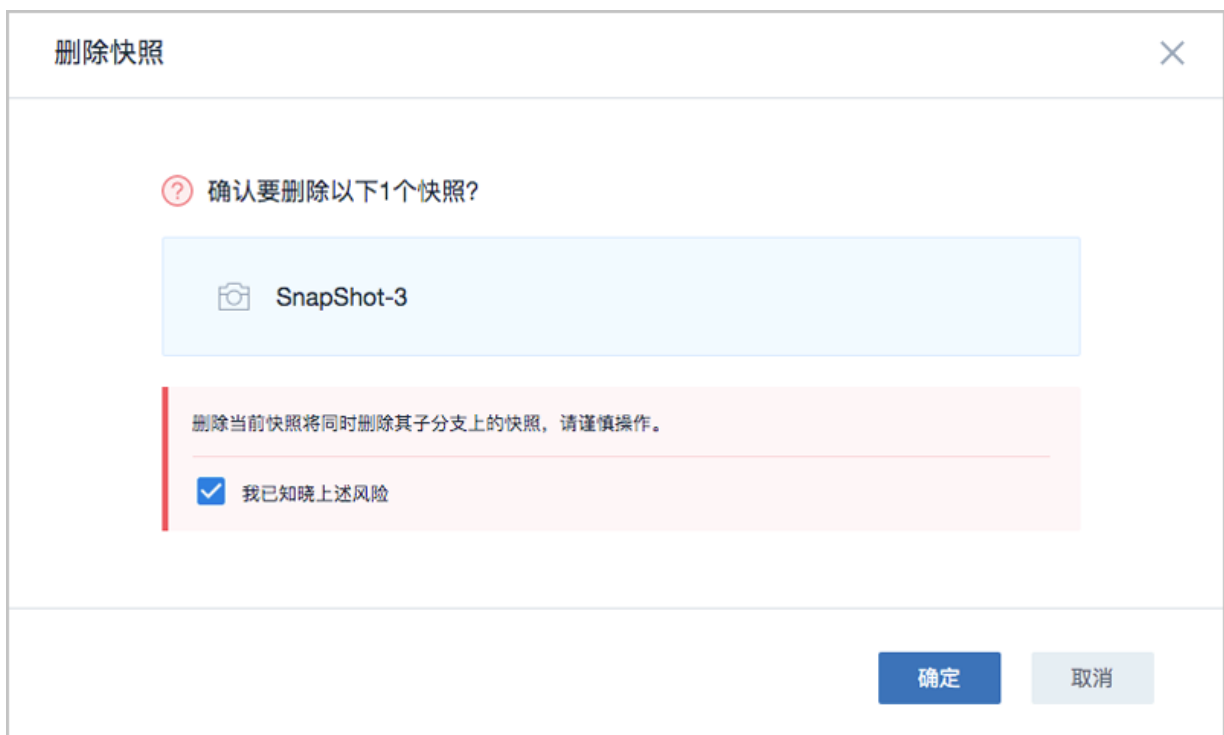 删除快照
确认要删除以下1个快照?
SnapShot-3
删除当前快照将同时删除其子分支上的快照，请谨慎操作。
我已知晓上述风险
确定
取消